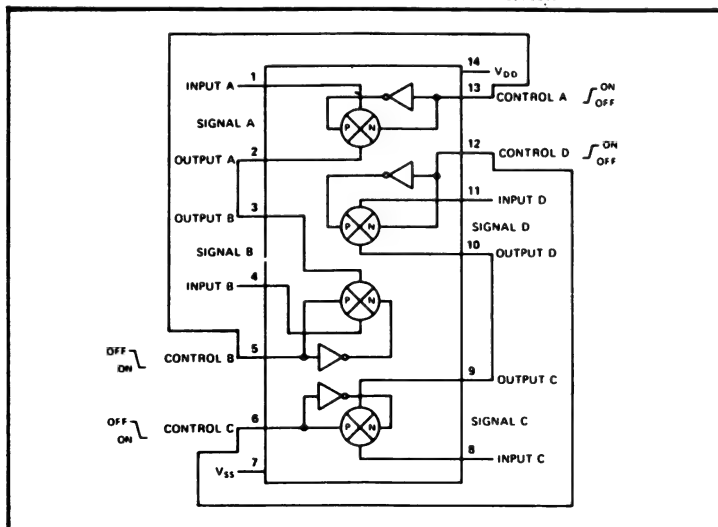 14
VDD
1
INPUT A
13
CONTROL A
ON
OFF
P N
SIGNAL A
12
2
CONTROL D
ON
OFF
OUTPUT A
11
INPUT D
3
OUTPUT B
P N
SIGNAL D
10
SIGNAL B
OUTPUT D
4
INPUT B
P N
OFF
ON
5
CONTROL B
9
OUTPUT C
OFF
ON
6
CONTROL C
P N
SIGNAL C
8
INPUT C
7
VSS